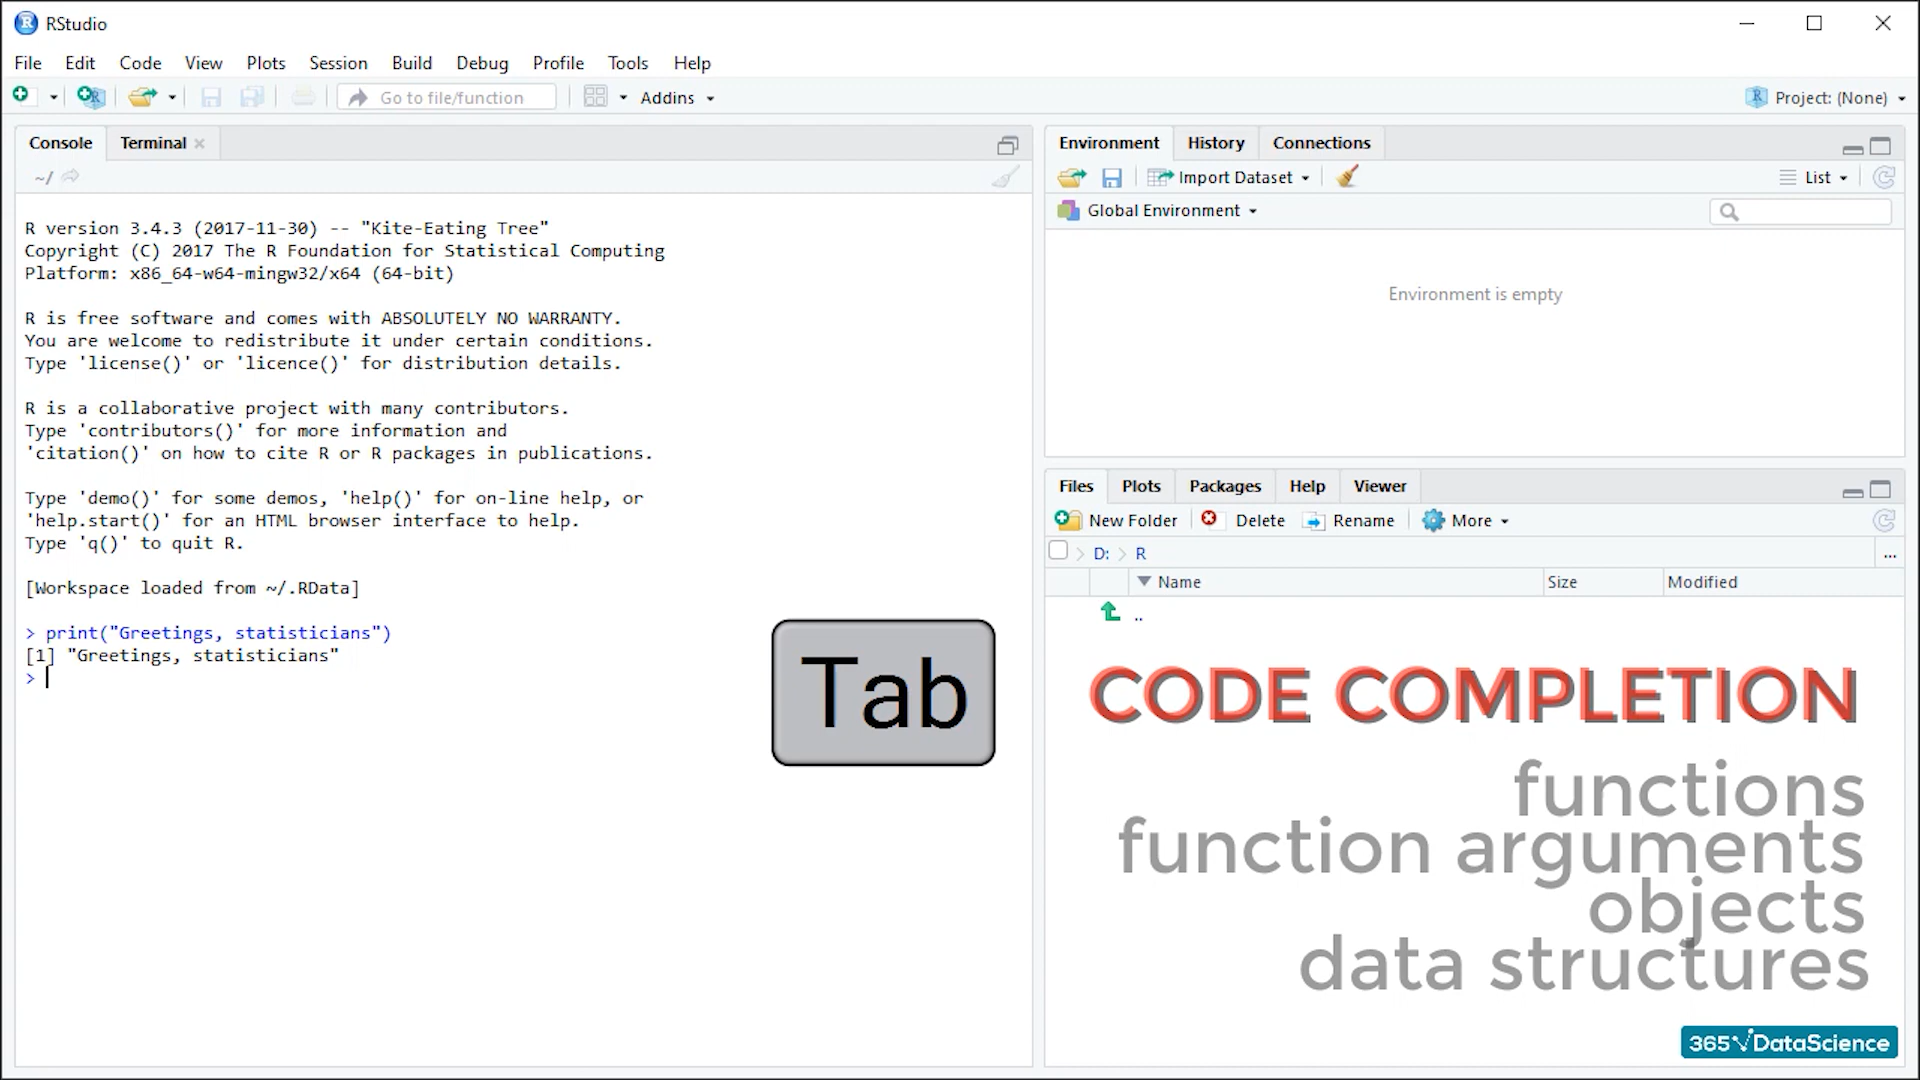 RStudio
File Edit Code View Plots Session Build Debug Profile Tools Help
Go to file/function Addins Project: (None)
Console Terminal
~/
R version 3.4.3 (2017-11-30) -- "Kite-Eating Tree"
Copyright (C) 2017 The R Foundation for Statistical Computing
Platform: x86_64-w64-mingw32/x64 (64-bit)
R is free software and comes with ABSOLUTELY NO WARRANTY.
You are welcome to redistribute it under certain conditions.
Type 'license()' or 'licence()' for distribution details.
R is a collaborative project with many contributors.
Type 'contributors()' for more information and
'citation()' on how to cite R or R packages in publications.
Type 'demo()' for some demos, 'help()' for on-line help, or
'help.start()' for an HTML browser interface to help.
Type 'q()' to quit R.
[Workspace loaded from ~/.RData]
> print("Greetings, statisticians")
[1] "Greetings, statisticians"
>
Tab
Environment History Connections
Import Dataset List
Global Environment
Environment is empty
Files Plots Packages Help Viewer
New Folder Delete Rename More
D: R ...
Name Size Modified
..
CODE COMPLETION
functions
function arguments
objects
data structures
365 DataScience